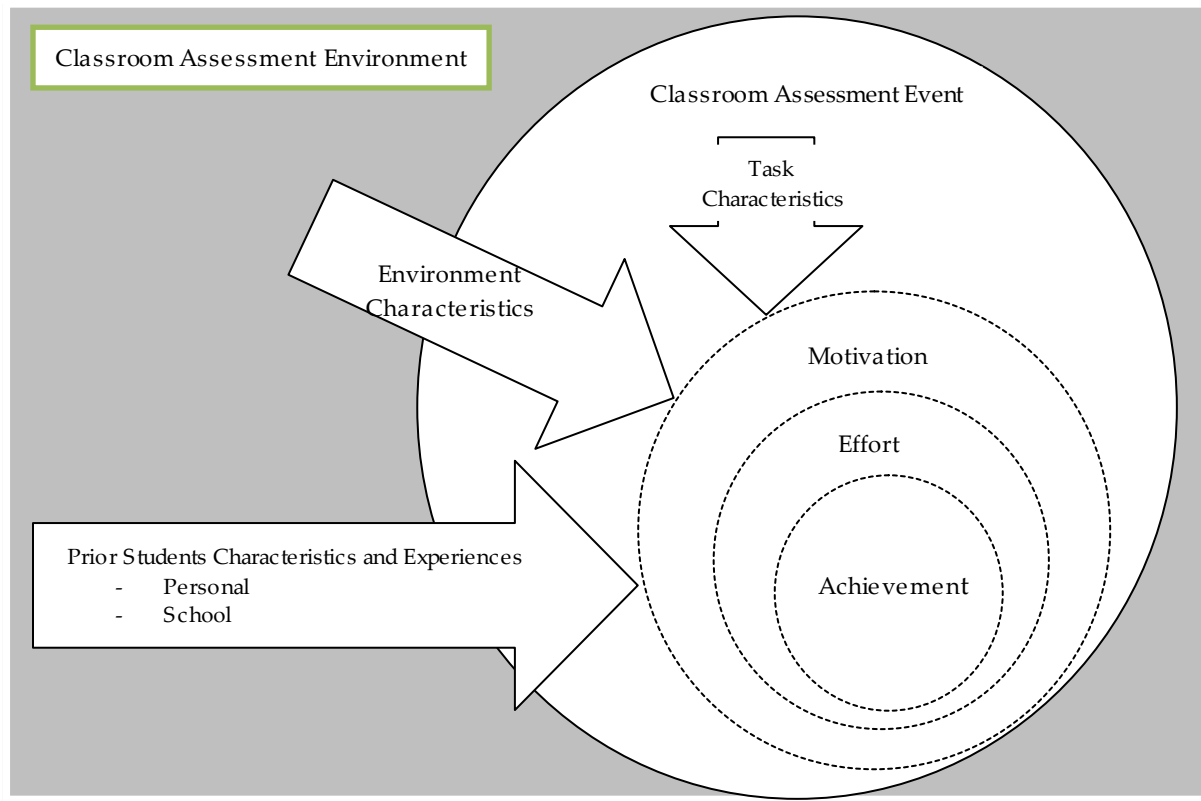 Classroom Assessment Environment
Classroom Assessment Event
Task
Characteristics
Environment
Characteristics
Motivation
Effort
Prior Students Characteristics and Experiences
- Personal
- School
Achievement